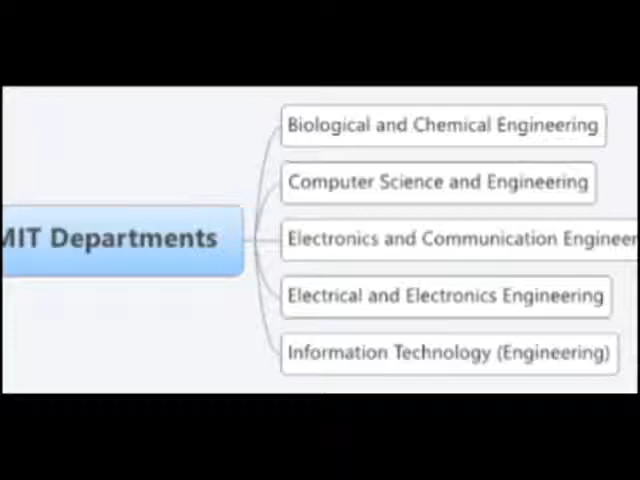 Biological and Chemical Engineering
Computer Science and Engineering
MIT Departments
Electronics and Communication Engineer
Electrical and Electronics Engineering
Information Technology (Engineering)